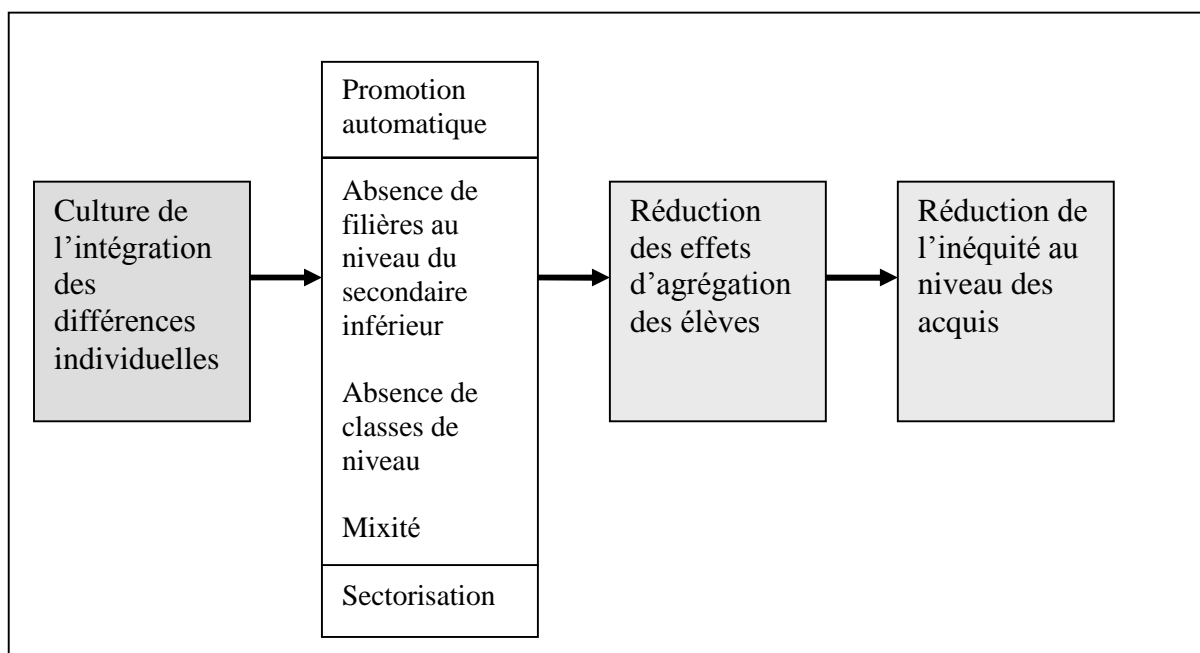 Culture de
l’intégration
des
différences
individuelles
Promotion
automatique
Absence de
filières au
niveau du
secondaire
inférieur
Absence de
classes de
niveau
Mixité
Sectorisation
Réduction
des effets
d’agrégation
des élèves
Réduction de
l’inéquité au
niveau des
acquis